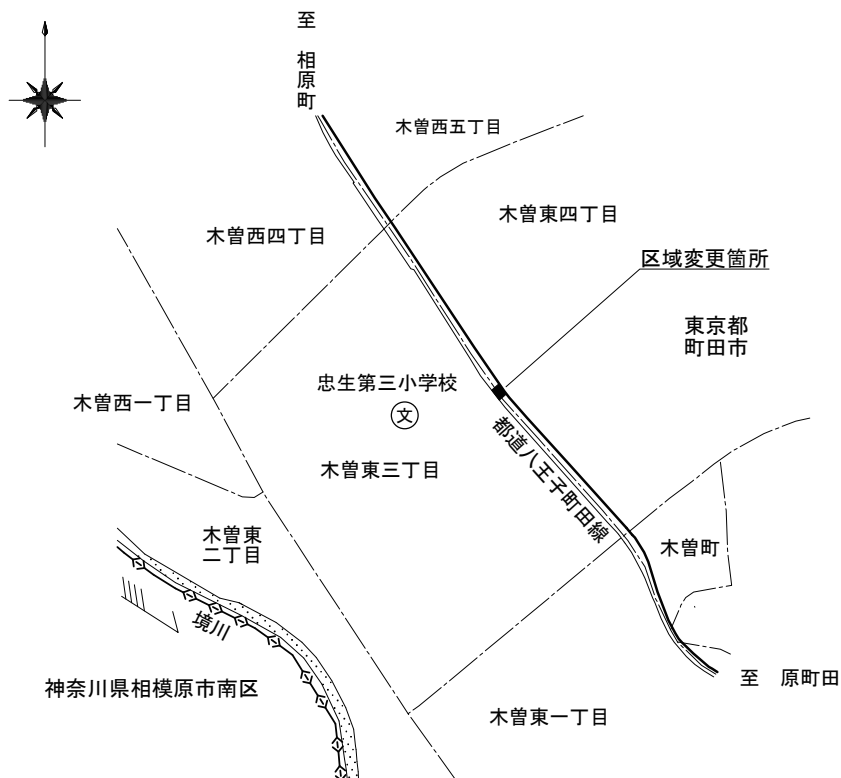 至　相原町
木曽西五丁目
木曽東四丁目
木曽西四丁目
区域変更箇所
東京都
町田市
忠生第三小学校
文
木曽西一丁目
都道八王子町田線
木曽東三丁目
木曽東
二丁目
木曽町
境川
至　原町田
神奈川県相模原市南区
木曽東一丁目